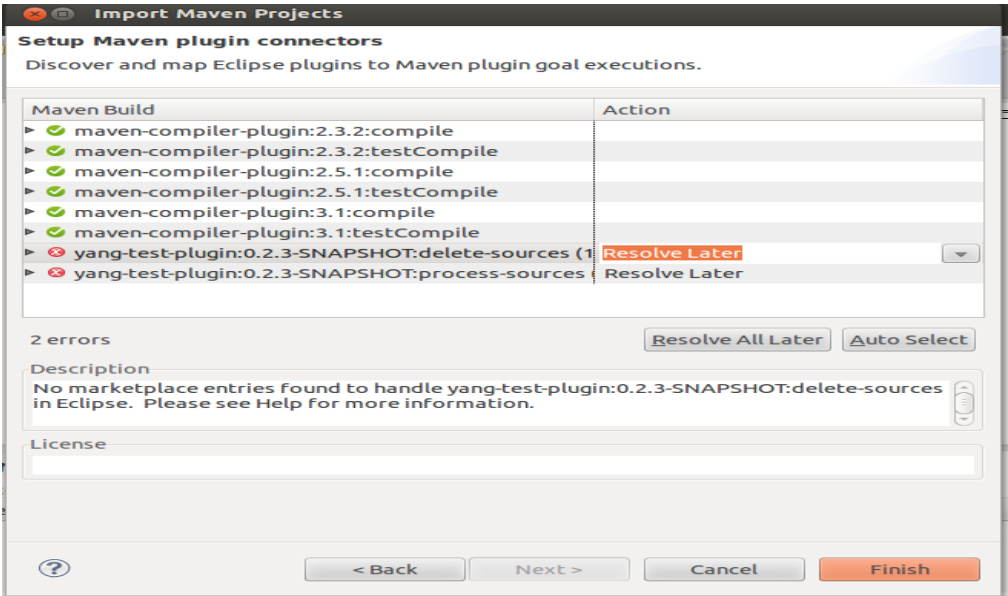 Import Maven Projects
Setup Maven plugin connectors
Discover and map Eclipse plugins to Maven plugin goal executions.
Maven Build Action
maven-compiler-plugin:2.3.2:compile
maven-compiler-plugin:2.3.2:testCompile
maven-compiler-plugin:2.5.1:compile
maven-compiler-plugin:2.5.1:testCompile
maven-compiler-plugin:3.1:compile
maven-compiler-plugin:3.1:testCompile
yang-test-plugin:0.2.3-SNAPSHOT:delete-sources (1 Resolve Later
yang-test-plugin:0.2.3-SNAPSHOT:process-sources ( Resolve Later
2 errors Resolve All Later Auto Select
Description
No marketplace entries found to handle yang-test-plugin:0.2.3-SNAPSHOT:delete-sources
in Eclipse. Please see Help for more information.
License
? < Back Next > Cancel Finish